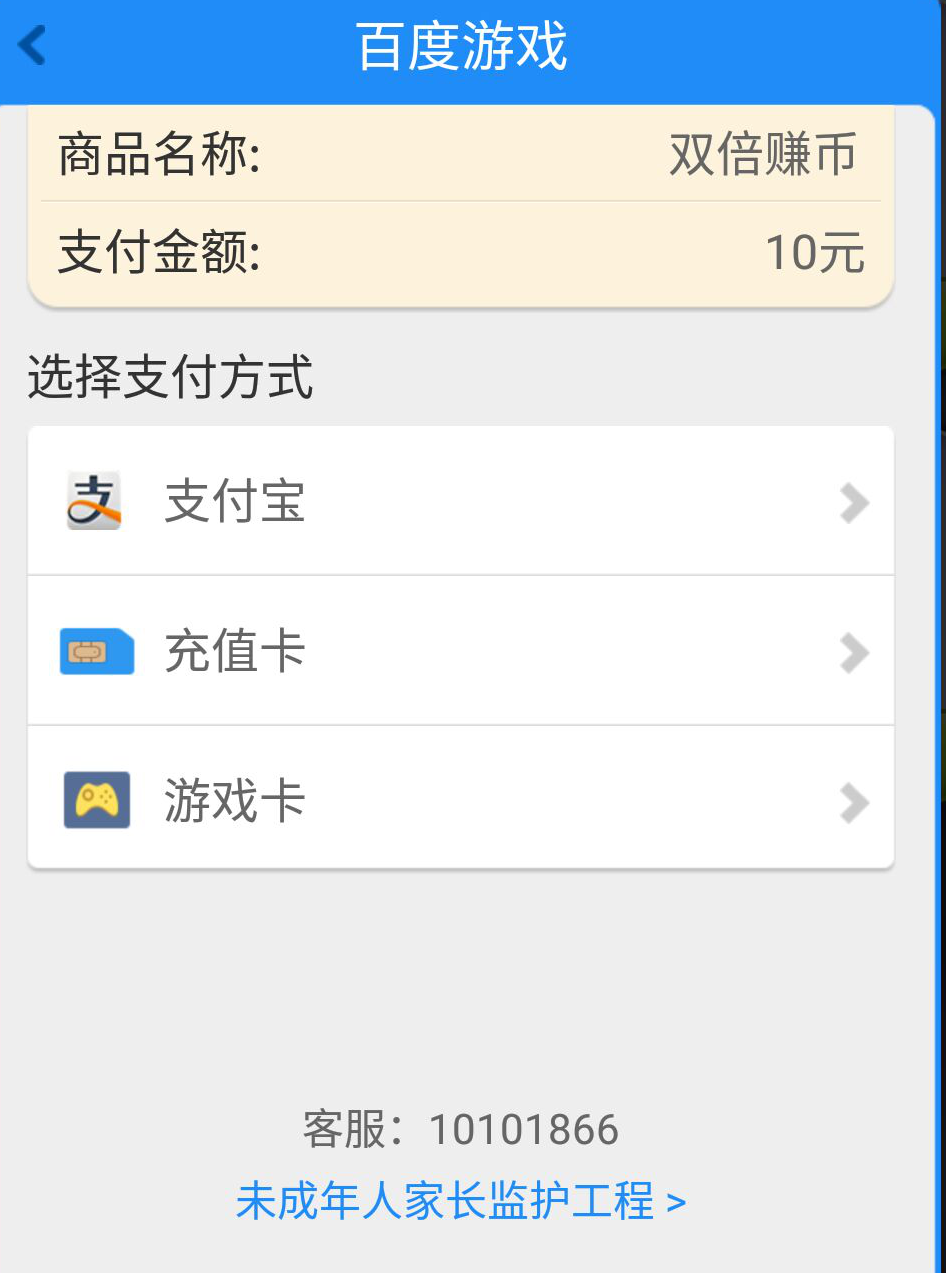 百度游戏
商品名称: 双倍赚币
支付金额: 10元
选择支付方式
支 支付宝
充值卡
游戏卡
客服：10101866
未成年人家长监护工程 >